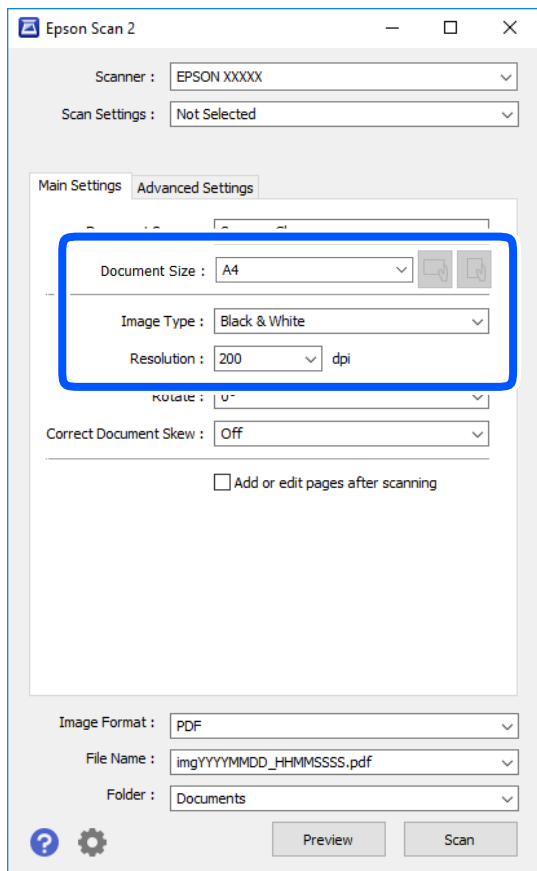 Epson Scan 2
Scanner : EPSON XXXXX
Scan Settings : Not Selected
Main Settings Advanced Settings
Document Size : A4
Image Type : Black & White
Resolution : 200 dpi
Rotate : 0°
Correct Document Skew : Off
Add or edit pages after scanning
Image Format : PDF
File Name : imgYYYYMMDD_HHMMSSSS.pdf
Folder : Documents
?
Preview Scan